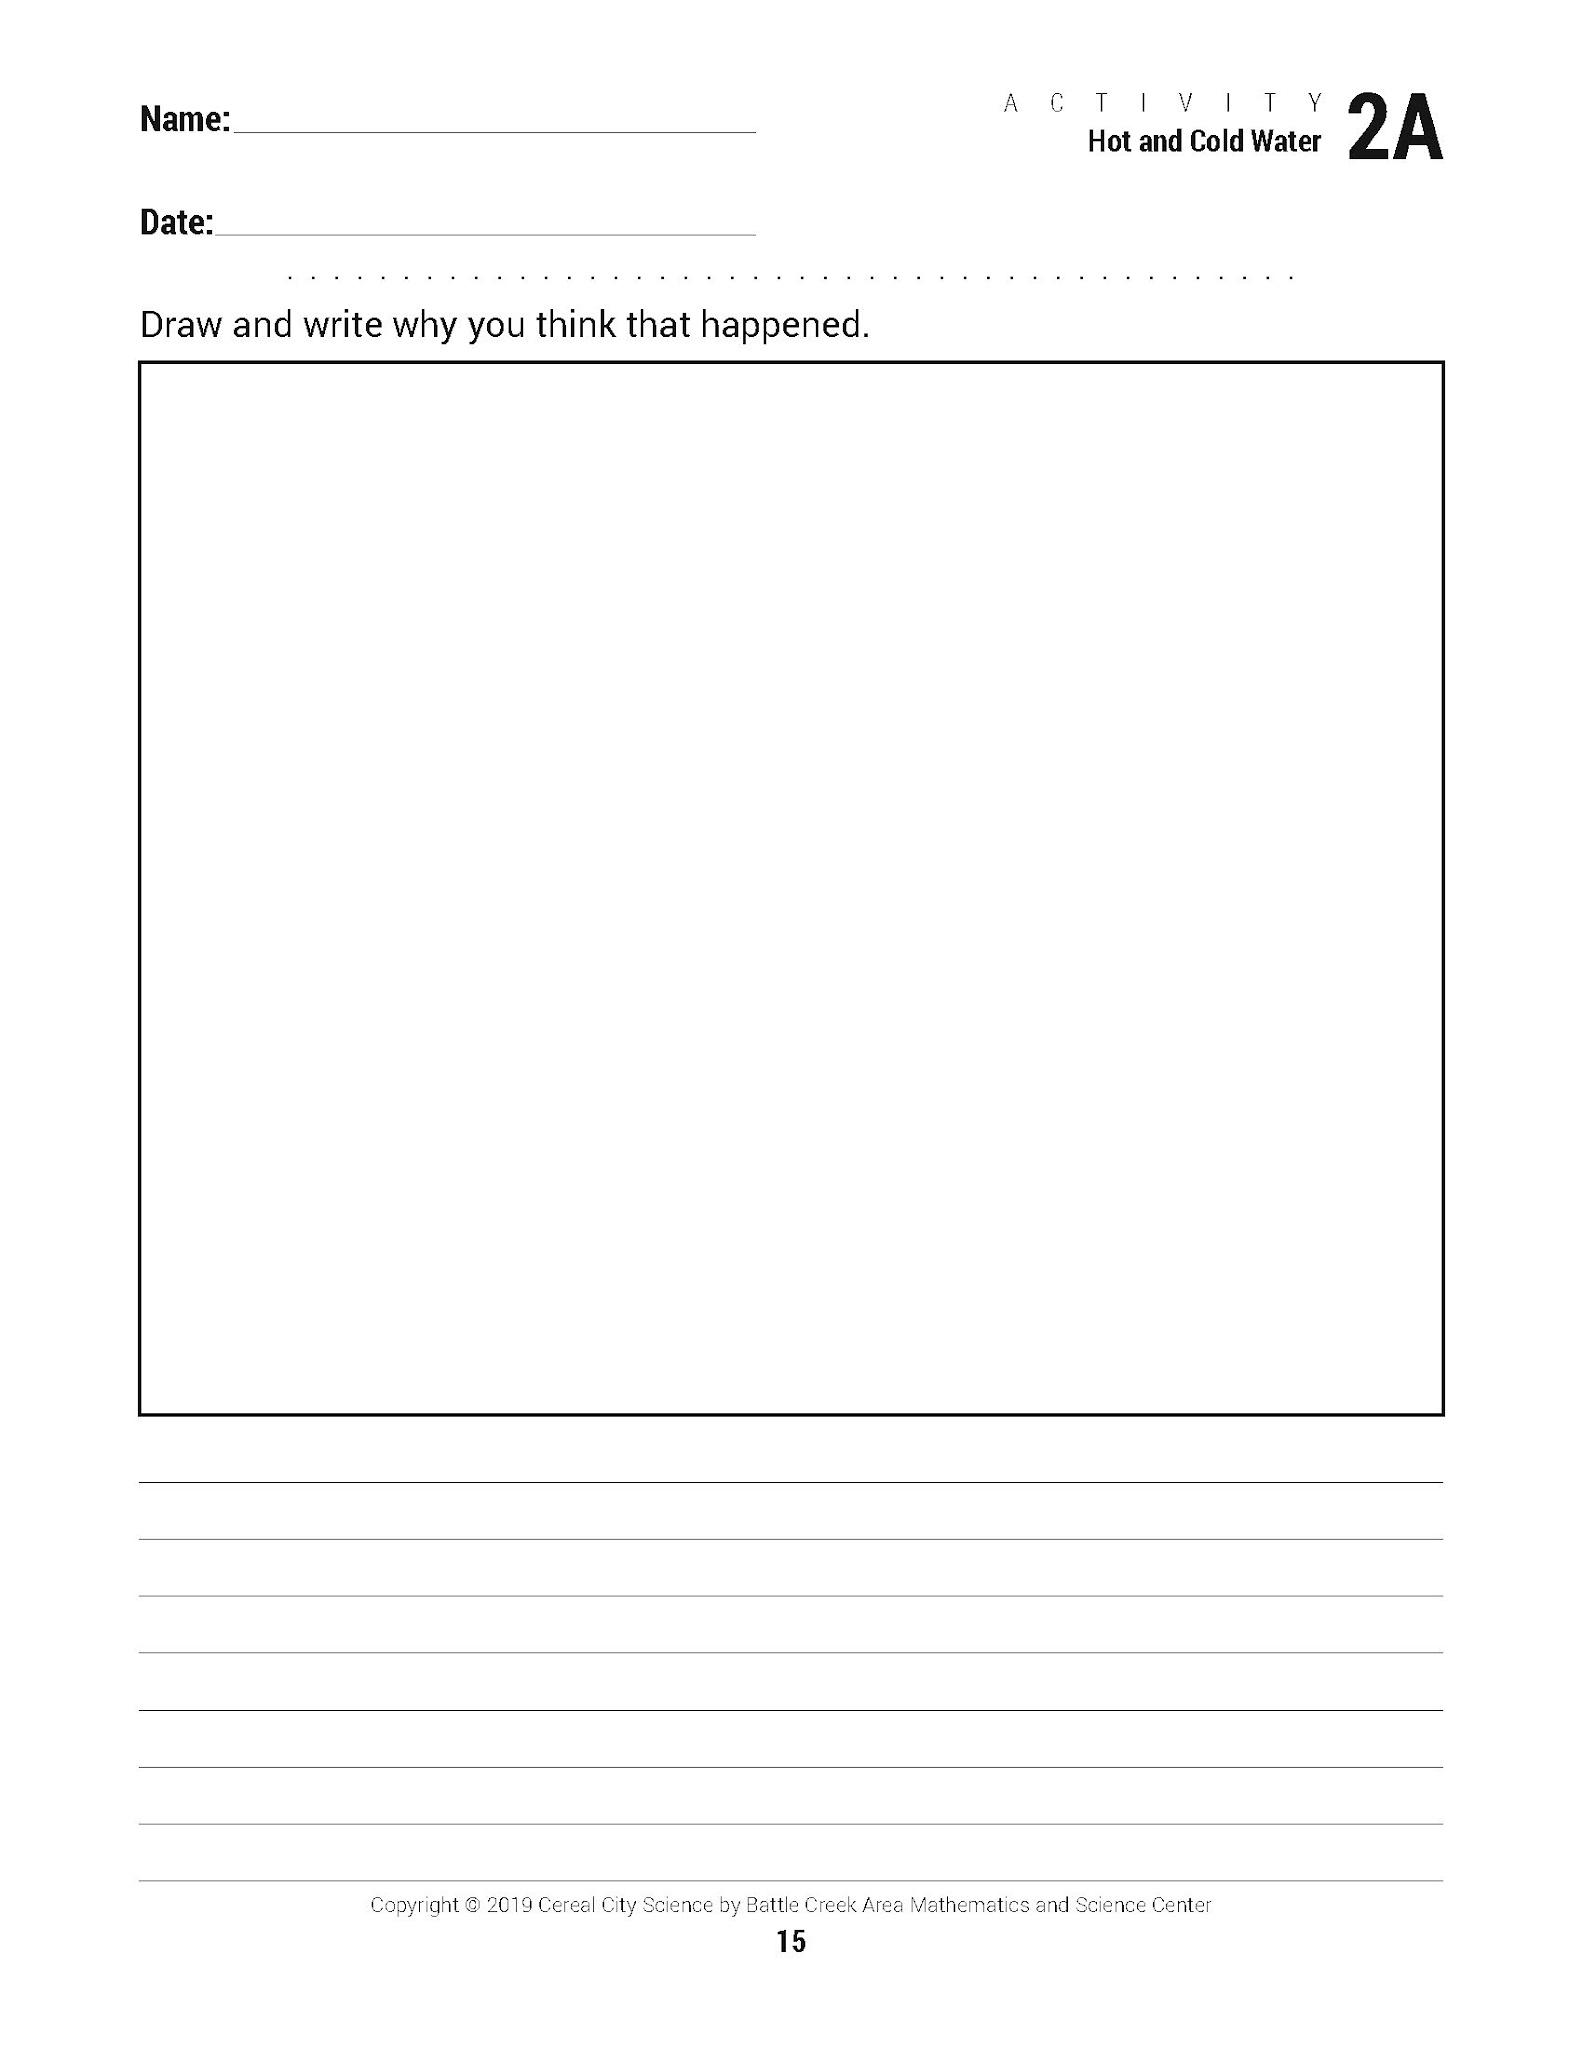 Name:
ACTIVITY
Hot and Cold Water
2A
Date:
Draw and write why you think that happened.
Copyright © 2019 Cereal City Science by Battle Creek Area Mathematics and Science Center
15